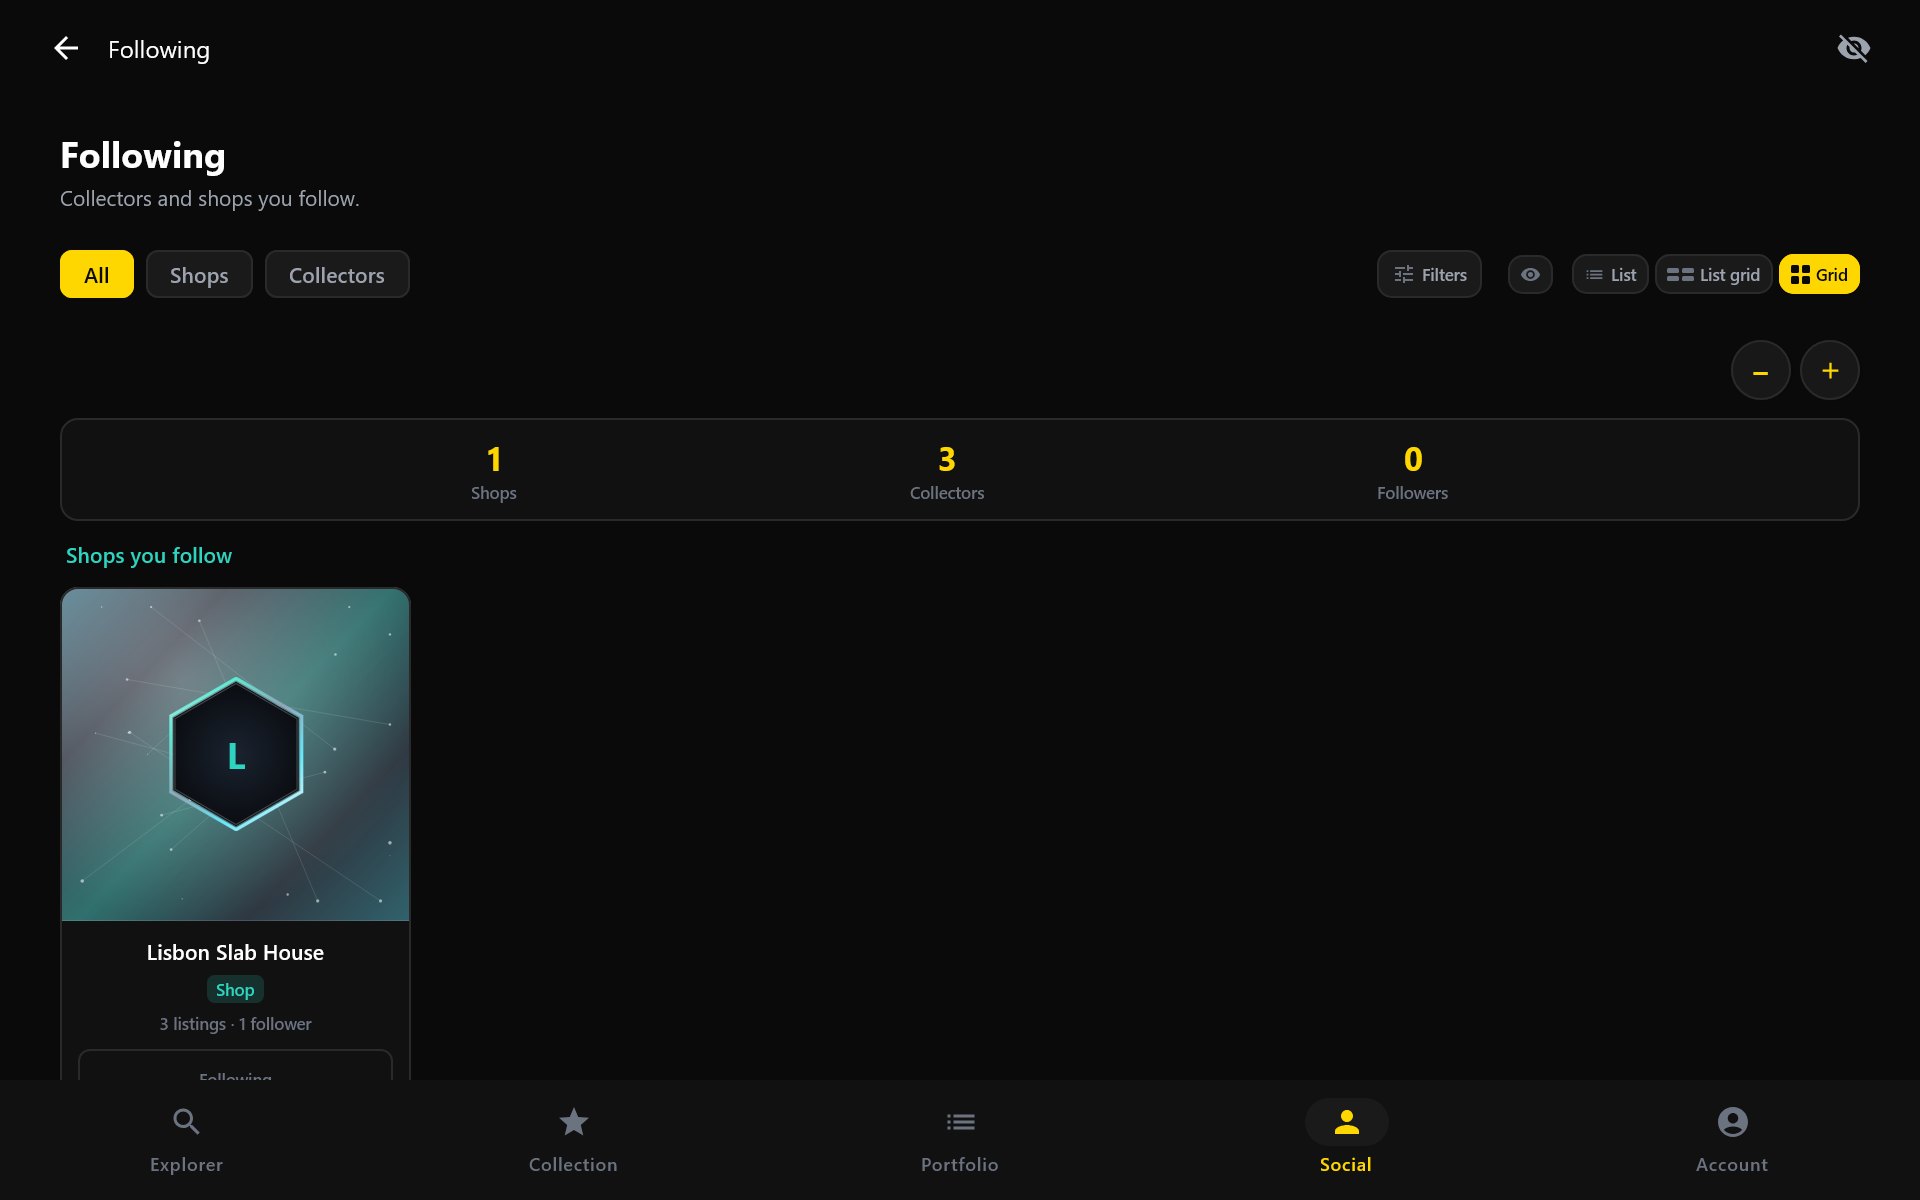 Following
Following
Collectors and shops you follow.
All
Shops
Collectors
Filters
List
List grid
Grid
–
+
1
Shops
3
Collectors
0
Followers
Shops you follow
L
Lisbon Slab House
Shop
3 listings · 1 follower
Following
Explorer
Collection
Portfolio
Social
Account